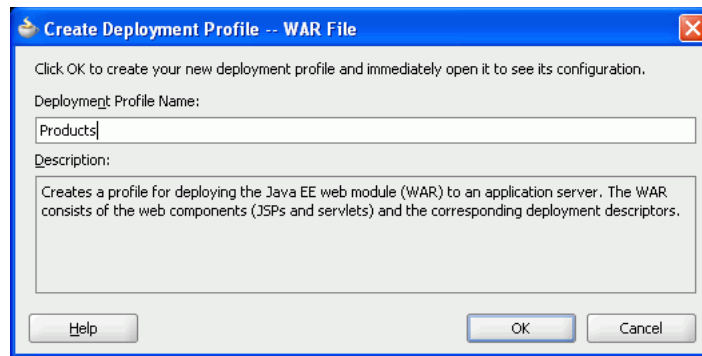 Create Deployment Profile -- WAR File
Click OK to create your new deployment profile and immediately open it to see its configuration.
Deployment Profile Name:
Products
Description:
Creates a profile for deploying the Java EE web module (WAR) to an application server. The WAR
consists of the web components (JSPs and servlets) and the corresponding deployment descriptors.
Help OK Cancel